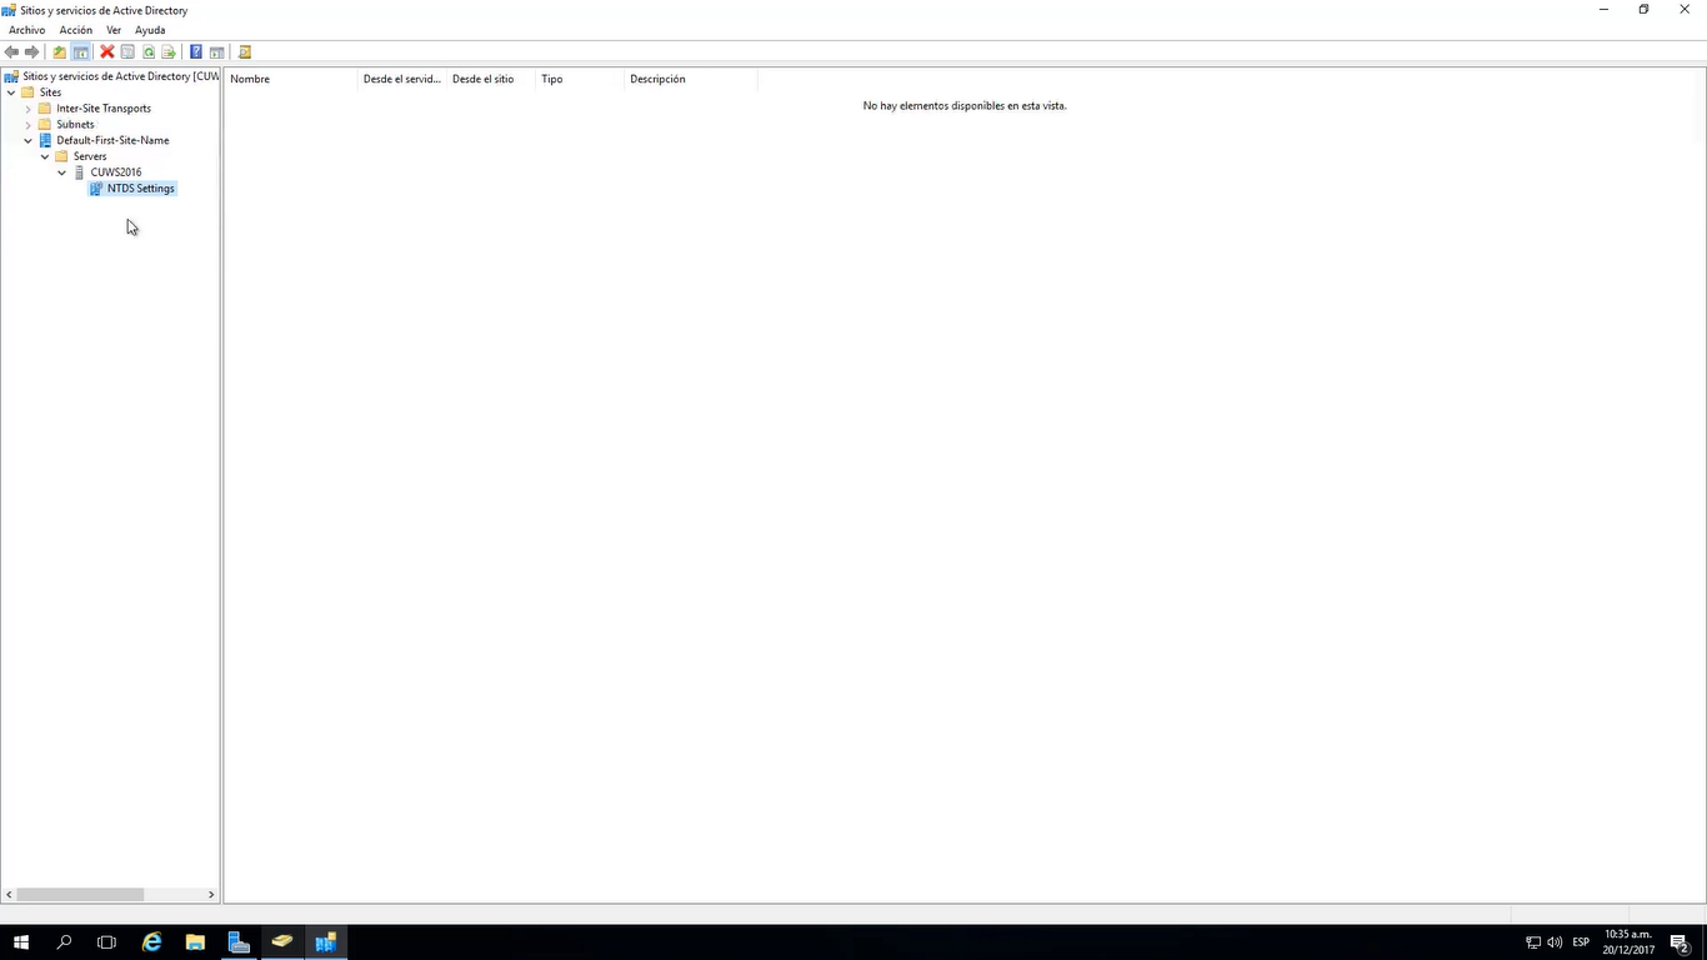 Sitios y servicios de Active Directory
Archivo Acción Ver Ayuda
Sitios y servicios de Active Directory [CUW
Sites
Inter-Site Transports
Subnets
Default-First-Site-Name
Servers
CUWS2016
NTDS Settings
Nombre Desde el servid... Desde el sitio Tipo Descripción
No hay elementos disponibles en esta vista.
ESP
10:35 a.m.
20/12/2017
2